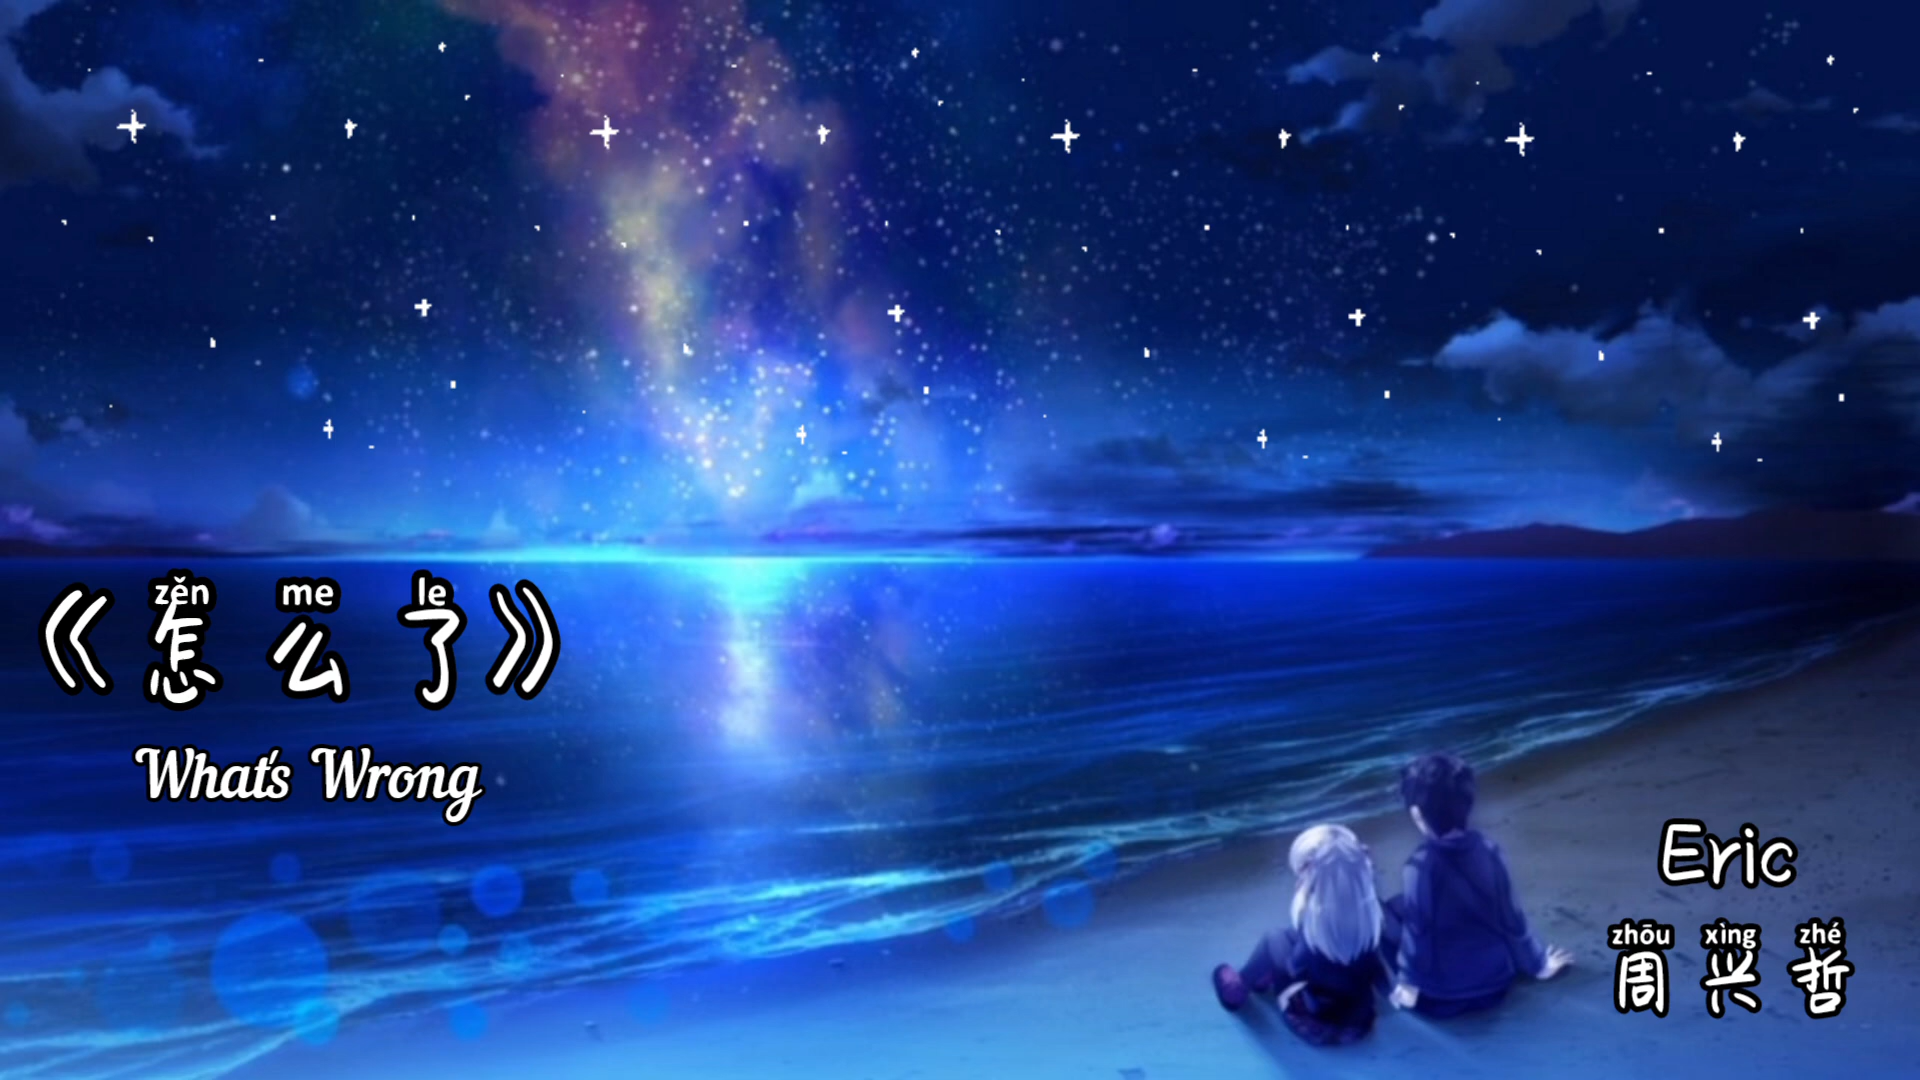 zěn me le
《怎么了》
What's Wrong
Eric
zhōu xìng zhé
周兴哲